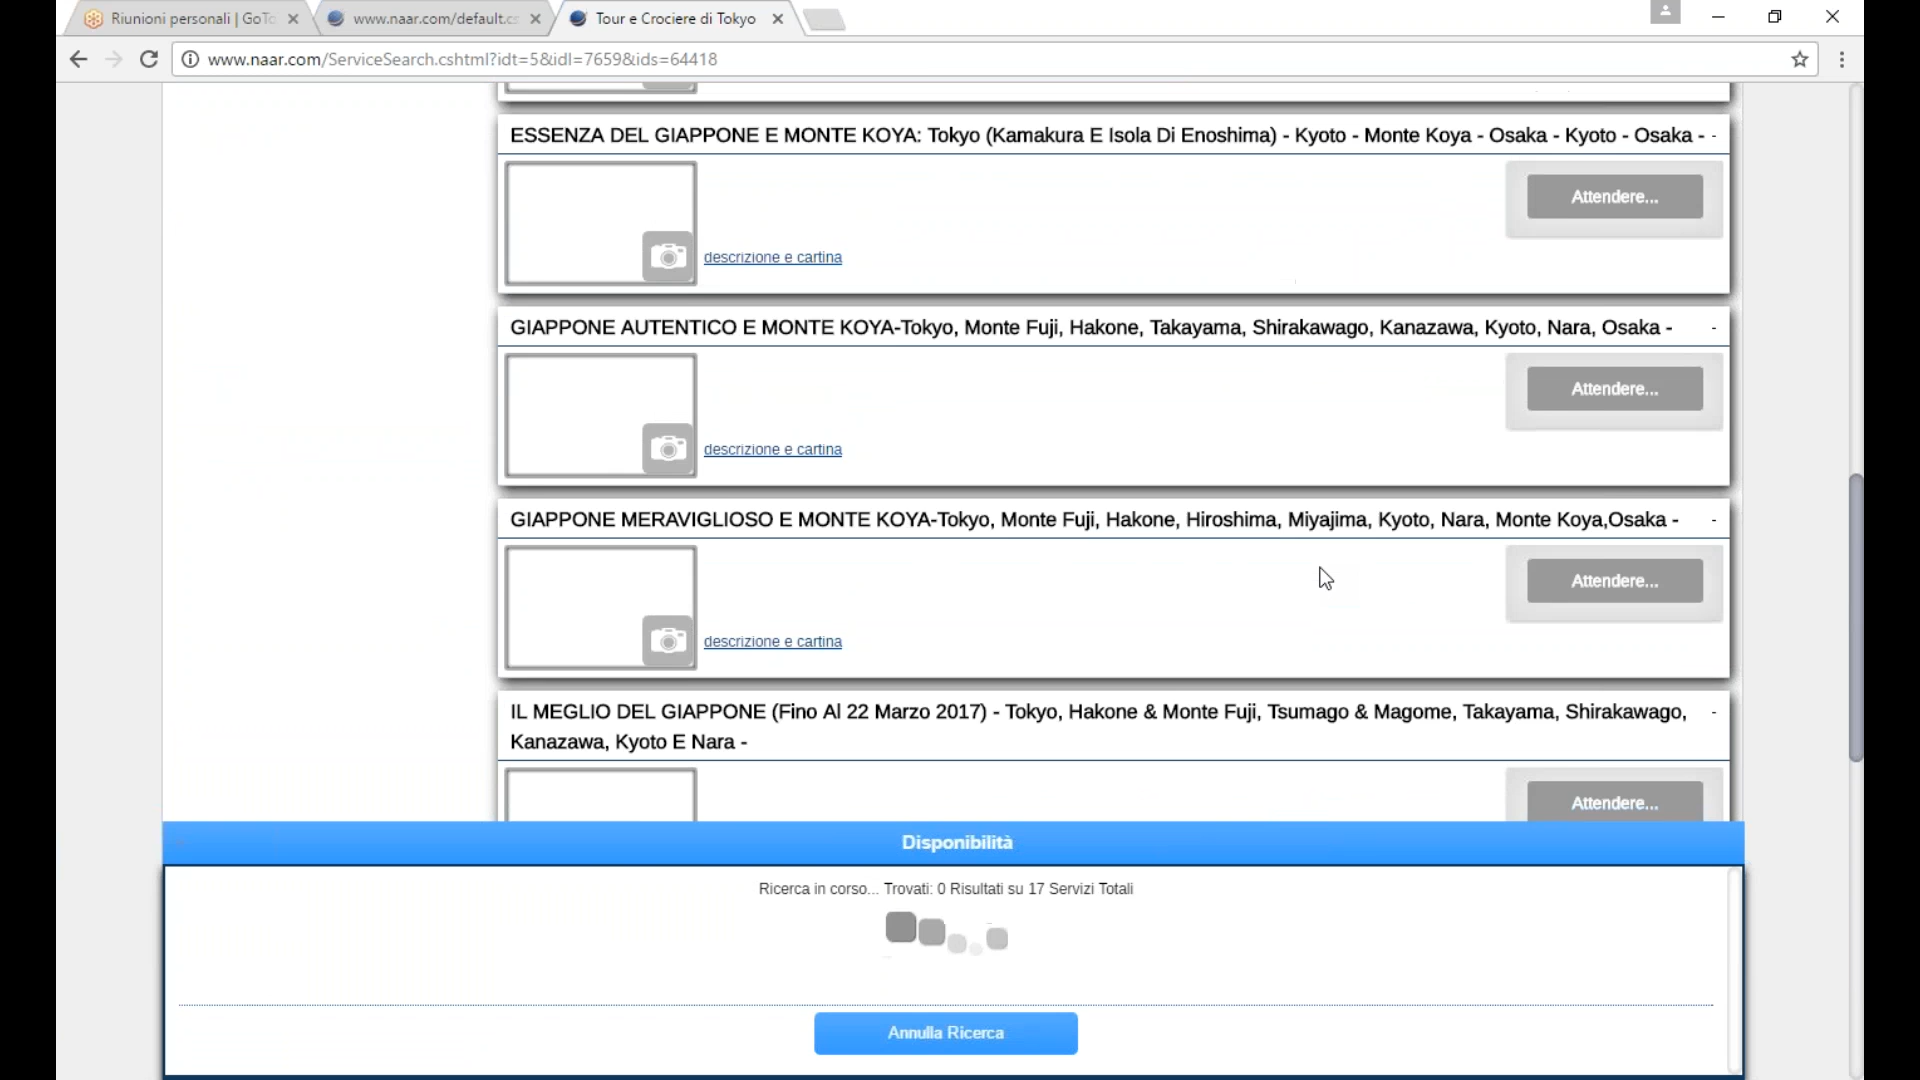 Riunioni personali | GoTo
www.naar.com/default.cs
Tour e Crociere di Tokyo
www.naar.com/ServiceSearch.cshtml?idt=5&idl=7659&ids=64418
ESSENZA DEL GIAPPONE E MONTE KOYA: Tokyo (Kamakura E Isola Di Enoshima) - Kyoto - Monte Koya - Osaka - Kyoto - Osaka - -
Attendere...
descrizione e cartina
GIAPPONE AUTENTICO E MONTE KOYA-Tokyo, Monte Fuji, Hakone, Takayama, Shirakawago, Kanazawa, Kyoto, Nara, Osaka - -
Attendere...
descrizione e cartina
GIAPPONE MERAVIGLIOSO E MONTE KOYA-Tokyo, Monte Fuji, Hakone, Hiroshima, Miyajima, Kyoto, Nara, Monte Koya,Osaka - -
Attendere...
descrizione e cartina
IL MEGLIO DEL GIAPPONE (Fino Al 22 Marzo 2017) - Tokyo, Hakone & Monte Fuji, Tsumago & Magome, Takayama, Shirakawago, -
Kanazawa, Kyoto E Nara -
Attendere...
Disponibilità
Ricerca in corso... Trovati: 0 Risultati su 17 Servizi Totali
Annulla Ricerca